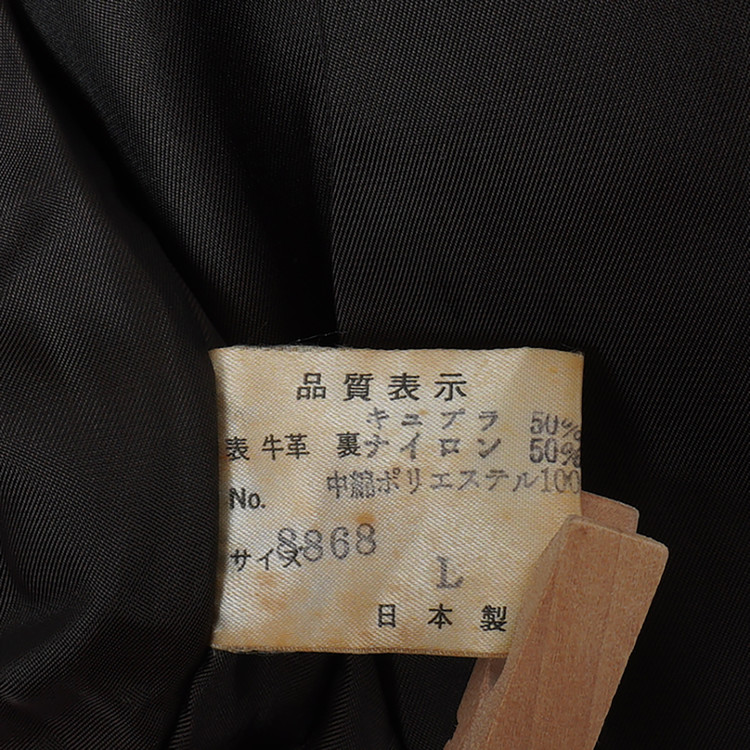 品質表示
キュプラ 50%
表 牛革 裏 ナイロン 50%
中綿ポリエステル100
No.
8868
サイズ
L
日本製